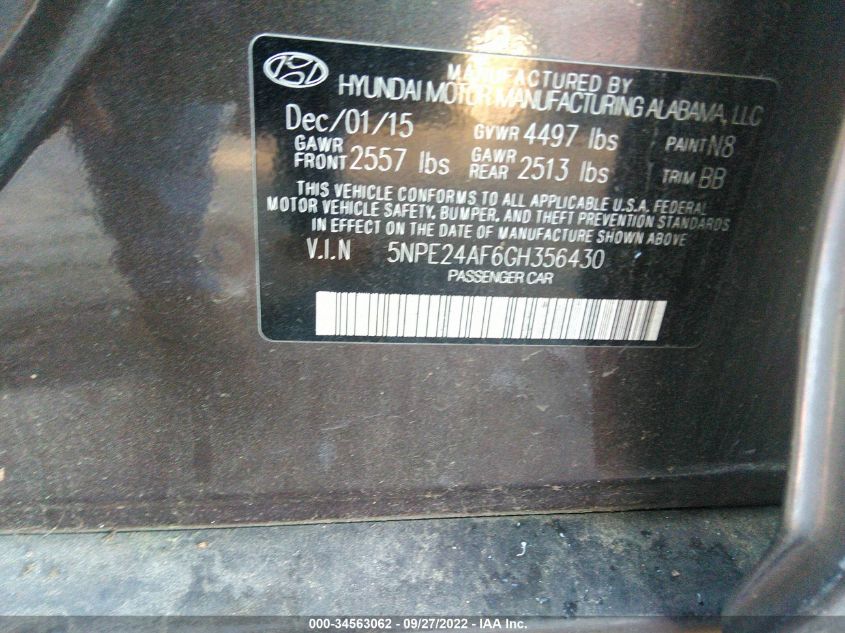 MANUFACTURED BY
HYUNDAI MOTOR MANUFACTURING ALABAMA, LLC
Dec/01/15 GVWR 4497 lbs PAINT N8
GAWR FRONT 2557 lbs GAWR REAR 2513 lbs TRIM BB
THIS VEHICLE CONFORMS TO ALL APPLICABLE U.S.A. FEDERAL
MOTOR VEHICLE SAFETY, BUMPER, AND THEFT PREVENTION STANDARDS
IN EFFECT ON THE DATE OF MANUFACTURE SHOWN ABOVE
V.I.N 5NPE24AF6GH356430
PASSENGER CAR
000-34563062 - 09/27/2022 - IAA Inc.